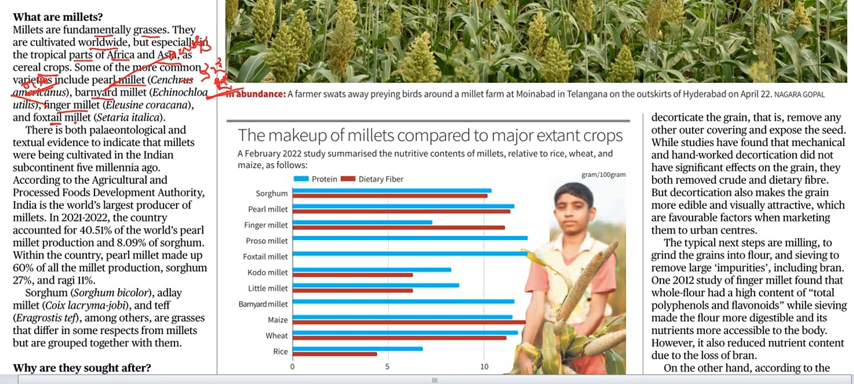 What are millets?
Millets are fundamentally grasses. They
are cultivated worldwide, but especially in
the tropical parts of Africa and Asia, as
cereal crops. Some of the more common
varieties include pearl millet (Cenchrus
americanus), barnyard millet (Echinochloa
utilis), finger millet (Eleusine coracana),
and foxtail millet (Setaria italica).
There is both palaeontological and
textual evidence to indicate that millets
were being cultivated in the Indian
subcontinent five millennia ago.
According to the Agricultural and
Processed Foods Development Authority,
India is the world's largest producer of
millets. In 2021-2022, the country
accounted for 40.51% of the world's pearl
millet production and 8.09% of sorghum.
Within the country, pearl millet made up
60% of all the millet production, sorghum
27%, and ragi 11%.
Sorghum (Sorghum bicolor), adlay
millet (Coix lacryma-jobi), and teff
(Eragrostis tef), among others, are grasses
that differ in some respects from millets
but are grouped together with them.
Why are they sought after?
In abundance: A farmer swats away preying birds around a millet farm at Moinabad in Telangana on the outskirts of Hyderabad on April 22. NAGARA GOPAL
The makeup of millets compared to major extant crops
A February 2022 study summarised the nutritive contents of millets, relative to rice, wheat, and
maize, as follows:
gram/100gram
Protein Dietary Fiber
Sorghum
Pearl millet
Finger millet
Proso millet
Foxtail millet
Kodo millet
Little millet
Barnyard millet
Maize
Wheat
Rice
0 5 10
decorticate the grain, that is, remove any
other outer covering and expose the seed.
While studies have found that mechanical
and hand-worked decortication did not
have significant effects on the grain, they
both removed crude and dietary fibre.
But decortication also makes the grain
more edible and visually attractive, which
are favourable factors when marketing
them to urban centres.
The typical next steps are milling, to
grind the grains into flour, and sieving to
remove large 'impurities', including bran.
One 2012 study of finger millet found that
whole-flour had a high content of "total
polyphenols and flavonoids" while sieving
made the flour more digestible and its
nutrients more accessible to the body.
However, it also reduced nutrient content
due to the loss of bran.
On the other hand, according to the